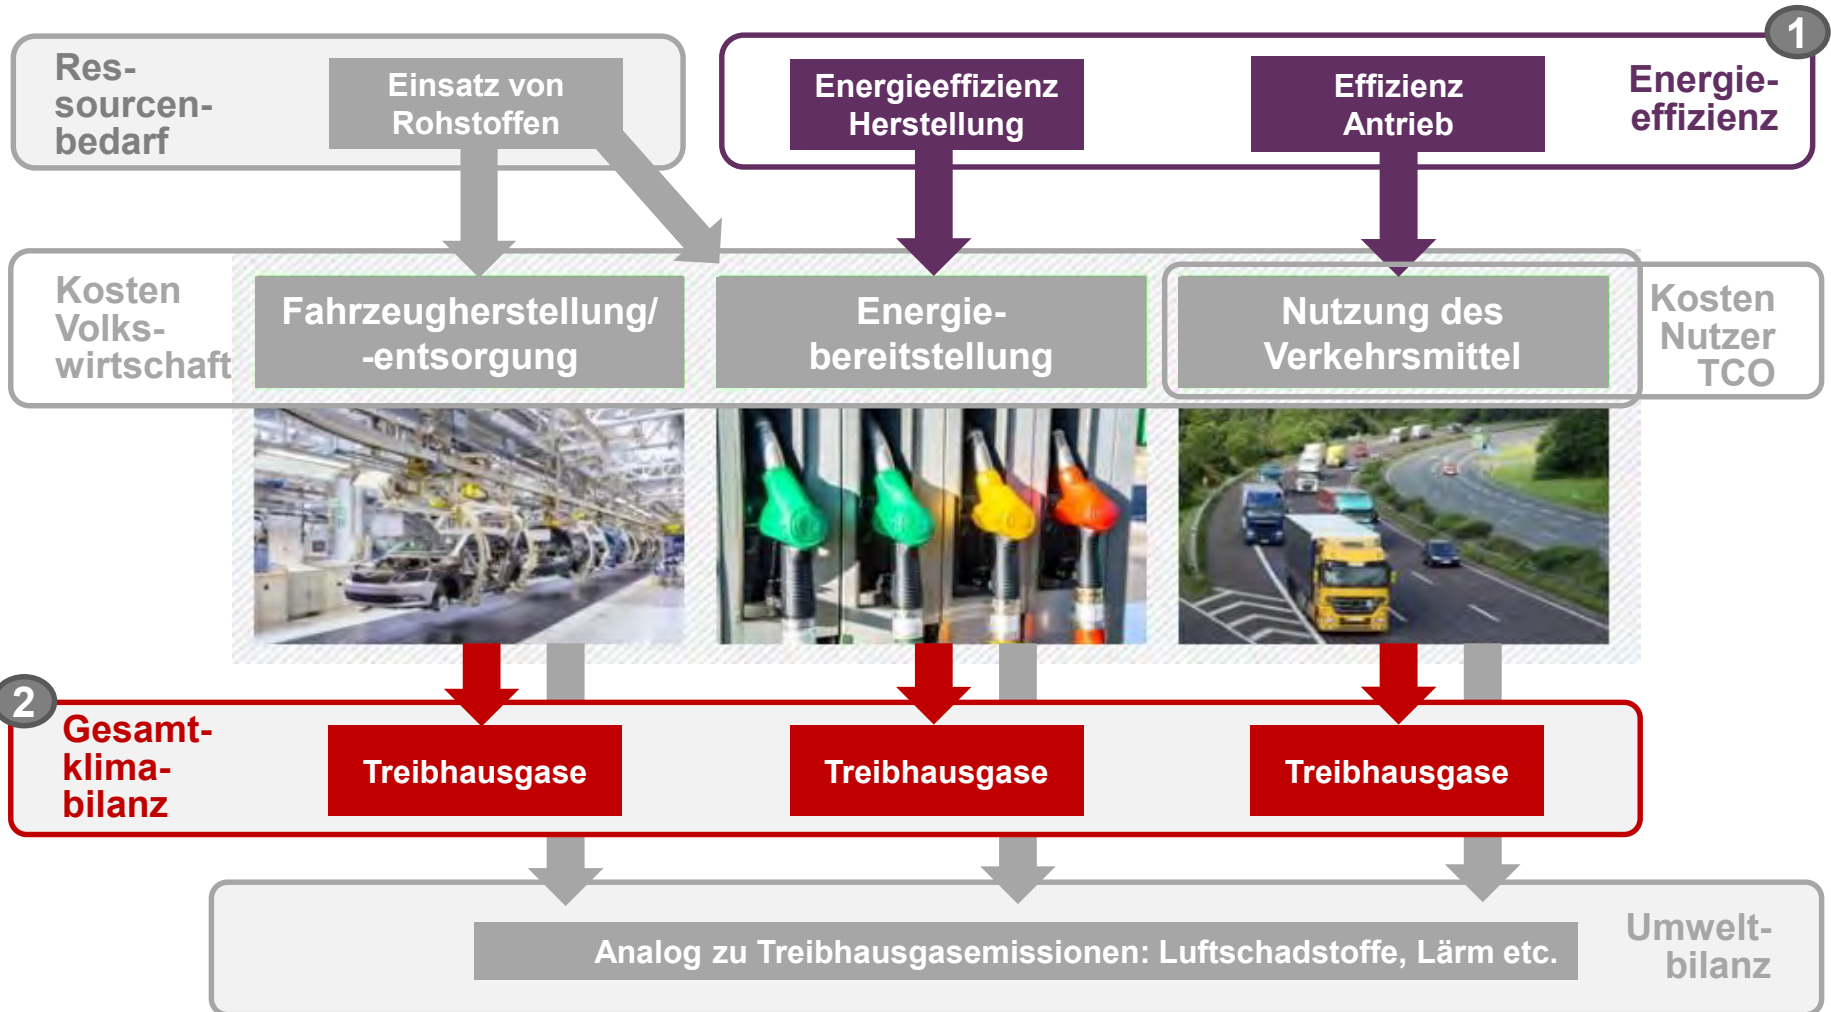 Res-
sourcen-
bedarf
Einsatz von
Rohstoffen
Energieeffizienz
Herstellung
Effizienz
Antrieb
1
Energie-
effizienz
Kosten
Volks-
wirtschaft
Fahrzeugherstellung/
-entsorgung
Energie-
bereitstellung
Nutzung des
Verkehrsmittel
Kosten
Nutzer
TCO
2
Gesamt-
klima-
bilanz
Treibhausgase
Treibhausgase
Treibhausgase
Analog zu Treibhausgasemissionen: Luftschadstoffe, Lärm etc.
Umwelt-
bilanz